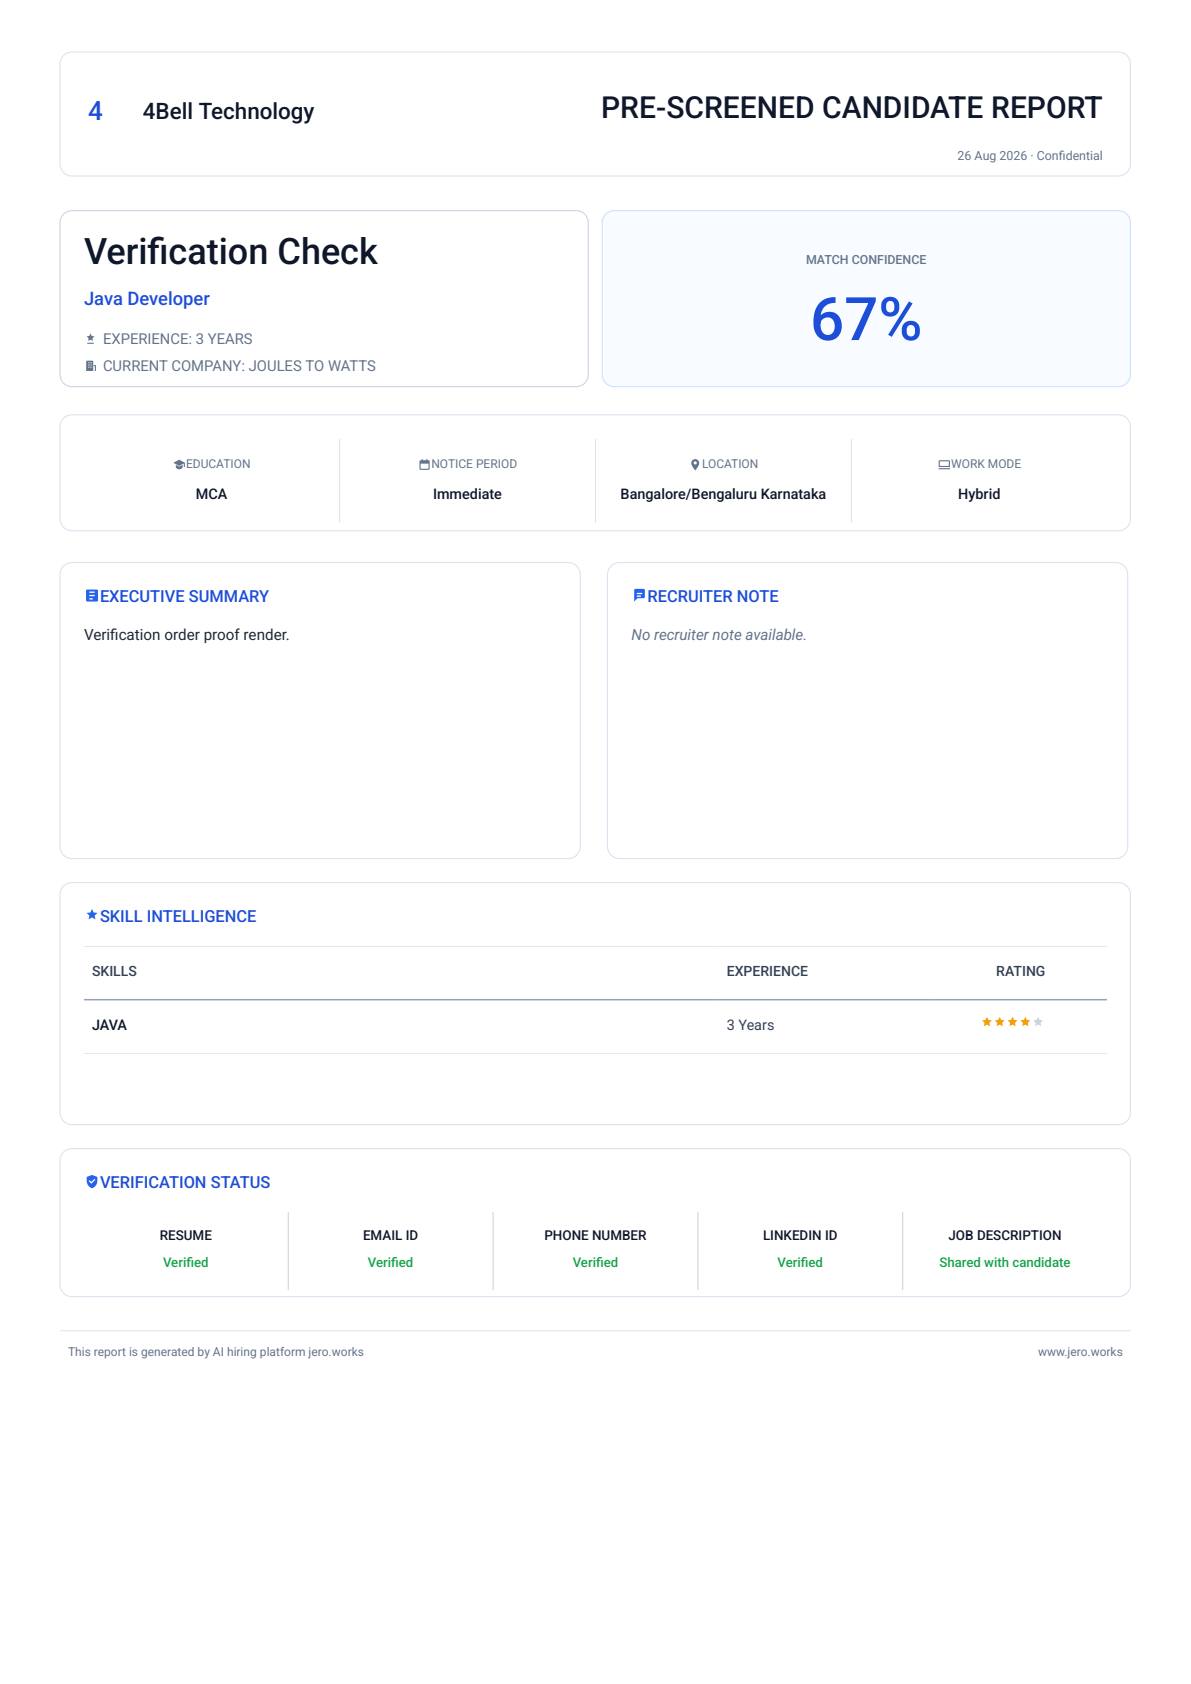 4
4Bell Technology
PRE-SCREENED CANDIDATE REPORT
26 Aug 2026 · Confidential
Verification Check
Java Developer
EXPERIENCE: 3 YEARS
CURRENT COMPANY: JOULES TO WATTS
MATCH CONFIDENCE
67%
EDUCATION
MCA
NOTICE PERIOD
Immediate
LOCATION
Bangalore/Bengaluru Karnataka
WORK MODE
Hybrid
EXECUTIVE SUMMARY
Verification order proof render.
RECRUITER NOTE
No recruiter note available.
SKILL INTELLIGENCE
SKILLS EXPERIENCE RATING
JAVA 3 Years
VERIFICATION STATUS
RESUME
Verified
EMAIL ID
Verified
PHONE NUMBER
Verified
LINKEDIN ID
Verified
JOB DESCRIPTION
Shared with candidate
This report is generated by AI hiring platform jero.works
www.jero.works